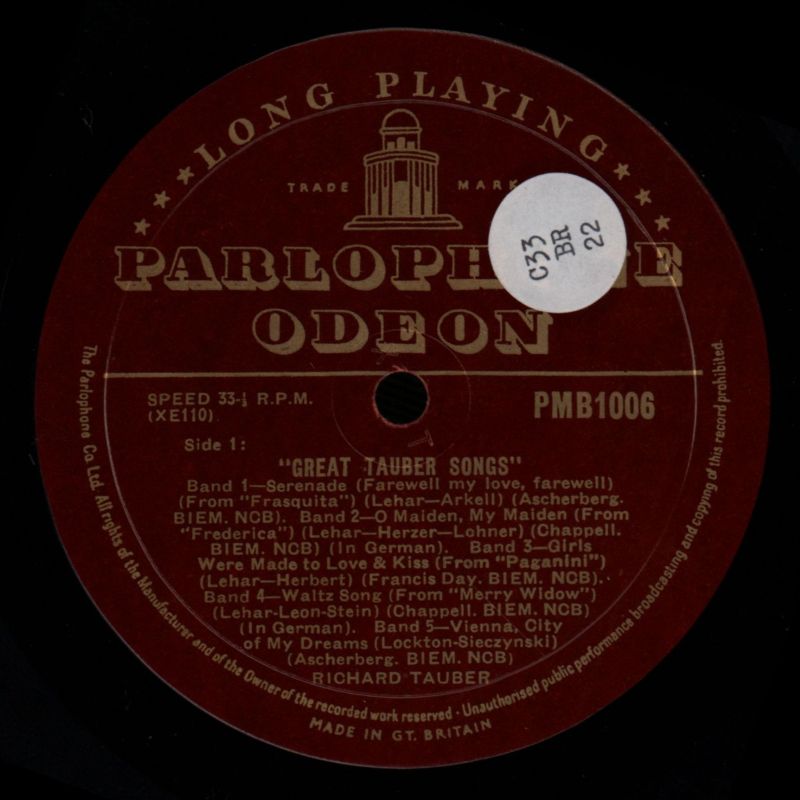 LONG PLAYING
TRADE MARK
C33
BR
22
PARLOPHONE
ODEON
SPEED 33-⅓ R.P.M.
(XE110)
PMB1006
Side 1:
"GREAT TAUBER SONGS"
Band 1—Serenade (Farewell my love, farewell)
(From "Frasquita") (Lehar—Arkell) (Ascherberg.
BIEM. NCB). Band 2—O Maiden, My Maiden (From
"Frederica") (Lehar—Herzer—Lohner) (Chappell.
BIEM. NCB) (In German). Band 3—Girls
Were Made to Love & Kiss (From "Paganini")
(Lehar—Herbert) (Francis Day. BIEM. NCB).
Band 4—Waltz Song (From "Merry Widow")
(Lehar-Leon-Stein) (Chappell. BIEM. NCB)
(In German). Band 5—Vienna, City
of My Dreams (Lockton-Sieczynski)
(Ascherberg. BIEM. NCB)
RICHARD TAUBER
The Parlophone Co Ltd. All rights of the Manufacturer and of the Owner of the recorded work reserved · Unauthorised public performance broadcasting and copying of this record prohibited.
MADE IN GT. BRITAIN